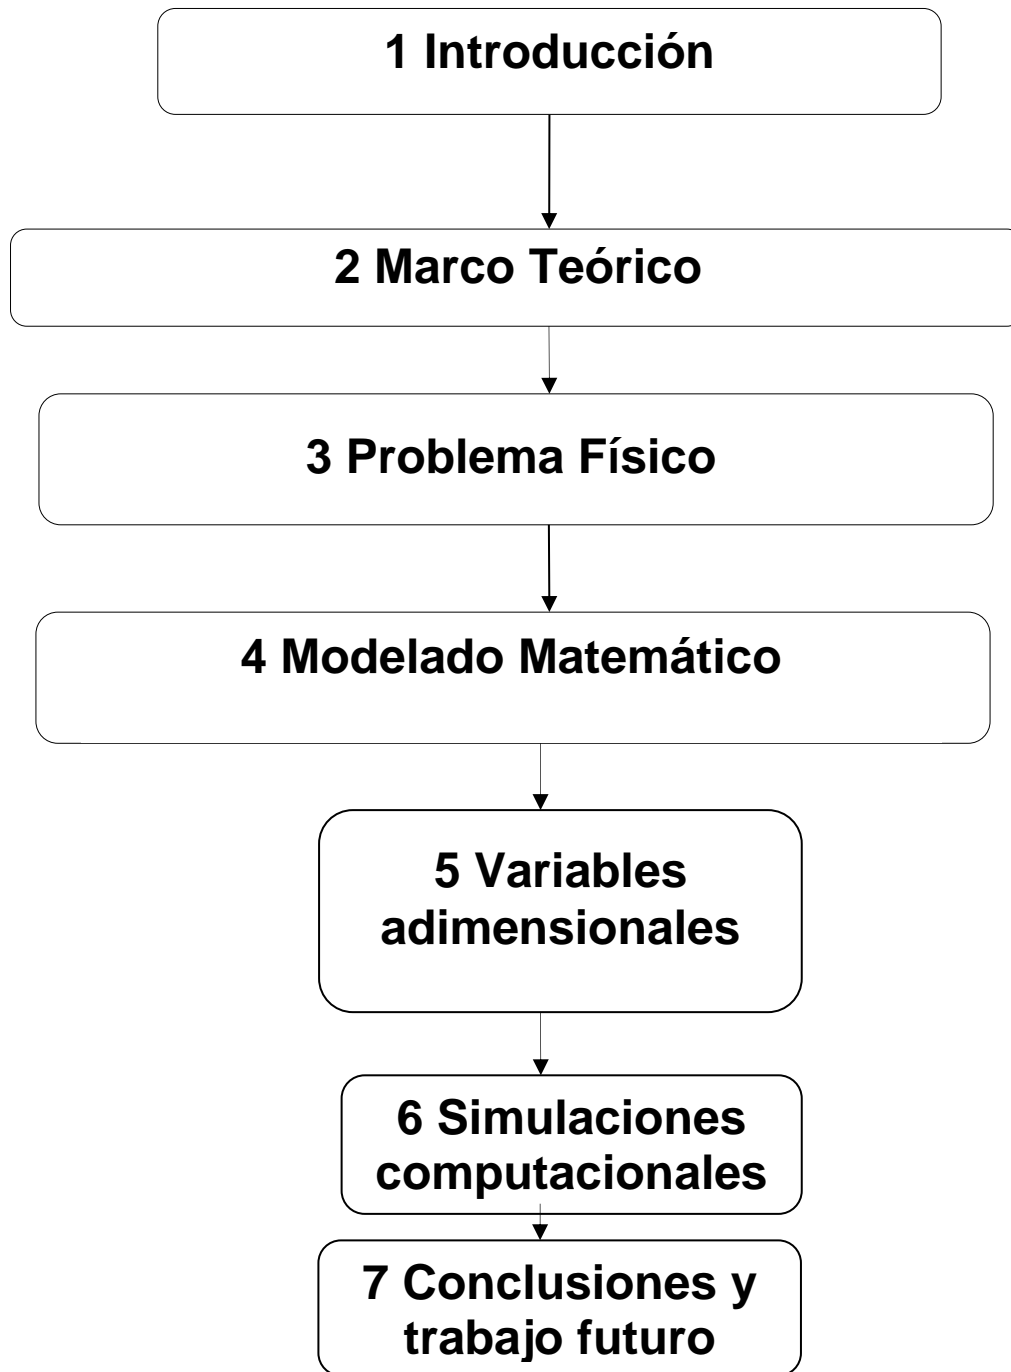 1 Introducción
2 Marco Teórico
3 Problema Físico
4 Modelado Matemático
5 Variables
adimensionales
6 Simulaciones
computacionales
7 Conclusiones y
trabajo futuro